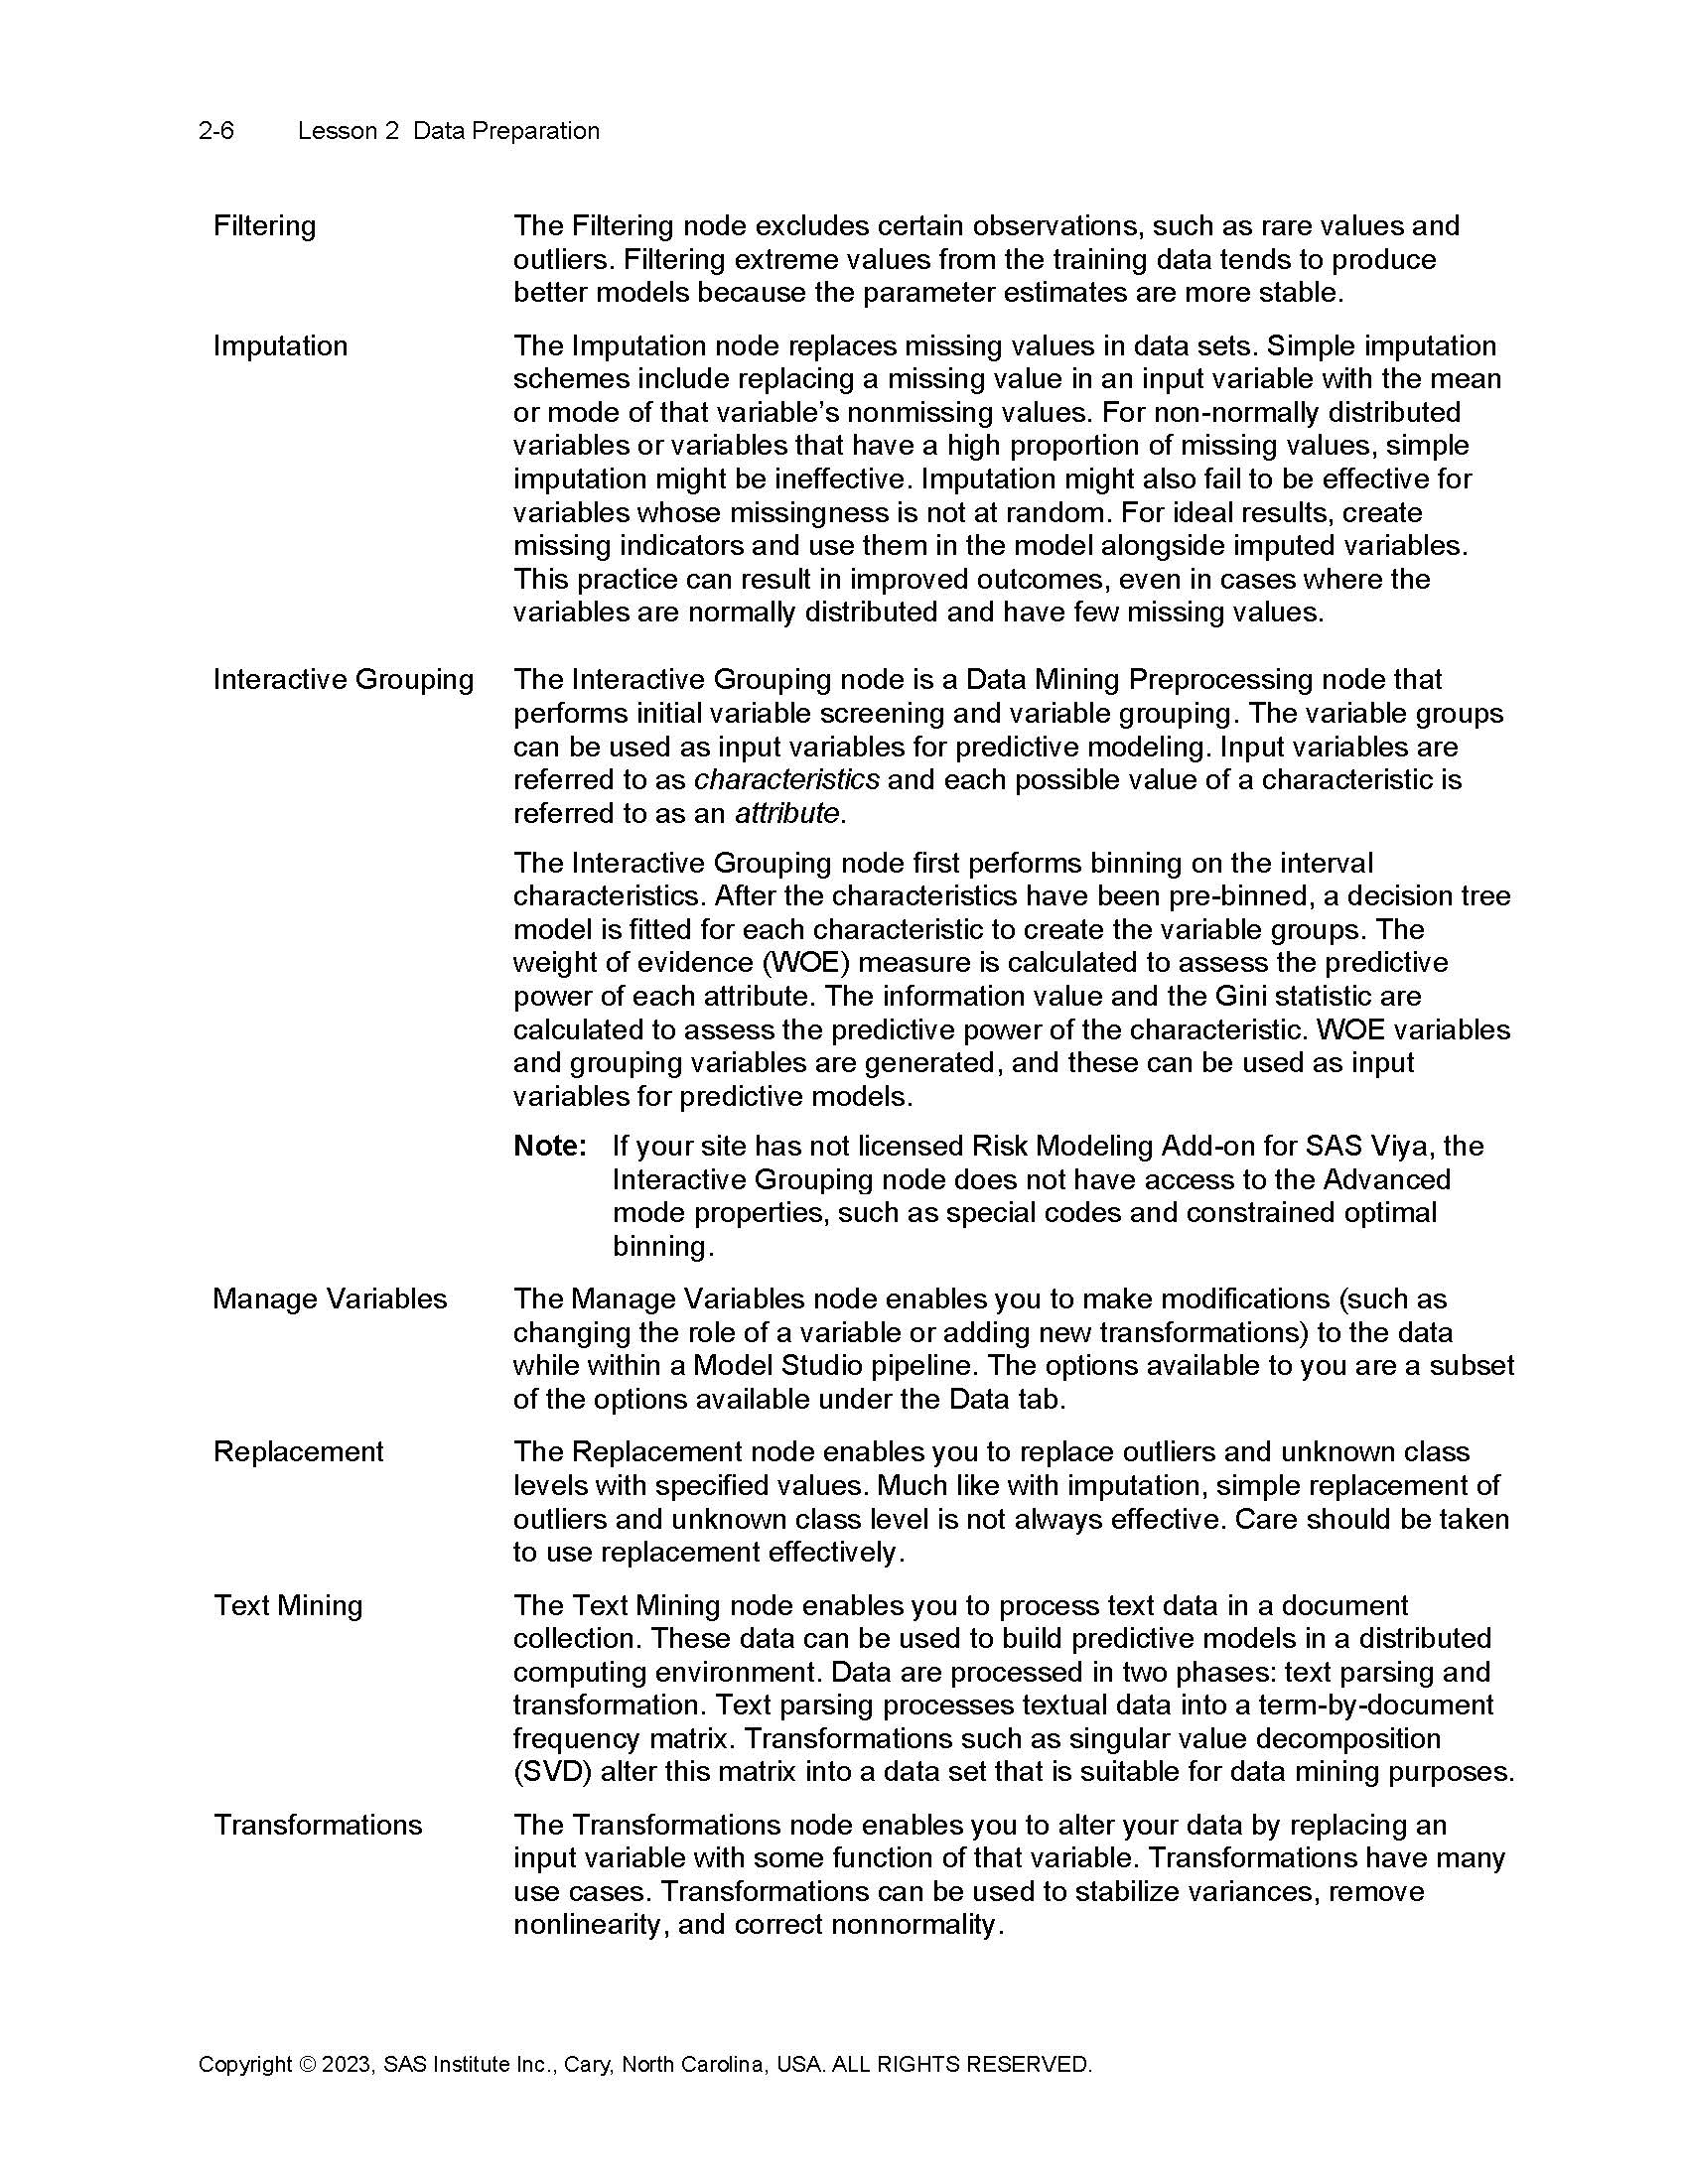 2-6 Lesson 2 Data Preparation
Filtering The Filtering node excludes certain observations, such as rare values and
outliers. Filtering extreme values from the training data tends to produce
better models because the parameter estimates are more stable.
Imputation The Imputation node replaces missing values in data sets. Simple imputation
schemes include replacing a missing value in an input variable with the mean
or mode of that variable’s nonmissing values. For non-normally distributed
variables or variables that have a high proportion of missing values, simple
imputation might be ineffective. Imputation might also fail to be effective for
variables whose missingness is not at random. For ideal results, create
missing indicators and use them in the model alongside imputed variables.
This practice can result in improved outcomes, even in cases where the
variables are normally distributed and have few missing values.
Interactive Grouping The Interactive Grouping node is a Data Mining Preprocessing node that
performs initial variable screening and variable grouping. The variable groups
can be used as input variables for predictive modeling. Input variables are
referred to as characteristics and each possible value of a characteristic is
referred to as an attribute.
The Interactive Grouping node first performs binning on the interval
characteristics. After the characteristics have been pre-binned, a decision tree
model is fitted for each characteristic to create the variable groups. The
weight of evidence (WOE) measure is calculated to assess the predictive
power of each attribute. The information value and the Gini statistic are
calculated to assess the predictive power of the characteristic. WOE variables
and grouping variables are generated, and these can be used as input
variables for predictive models.
Note: If your site has not licensed Risk Modeling Add-on for SAS Viya, the
Interactive Grouping node does not have access to the Advanced
mode properties, such as special codes and constrained optimal
binning.
Manage Variables The Manage Variables node enables you to make modifications (such as
changing the role of a variable or adding new transformations) to the data
while within a Model Studio pipeline. The options available to you are a subset
of the options available under the Data tab.
Replacement The Replacement node enables you to replace outliers and unknown class
levels with specified values. Much like with imputation, simple replacement of
outliers and unknown class level is not always effective. Care should be taken
to use replacement effectively.
Text Mining The Text Mining node enables you to process text data in a document
collection. These data can be used to build predictive models in a distributed
computing environment. Data are processed in two phases: text parsing and
transformation. Text parsing processes textual data into a term-by-document
frequency matrix. Transformations such as singular value decomposition
(SVD) alter this matrix into a data set that is suitable for data mining purposes.
Transformations The Transformations node enables you to alter your data by replacing an
input variable with some function of that variable. Transformations have many
use cases. Transformations can be used to stabilize variances, remove
nonlinearity, and correct nonnormality.
Copyright © 2023, SAS Institute Inc., Cary, North Carolina, USA. ALL RIGHTS RESERVED.